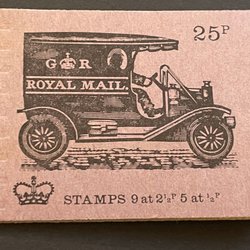 25P
G R
ROYAL MAIL.
STAMPS 9 at 2½P 5 at ½P